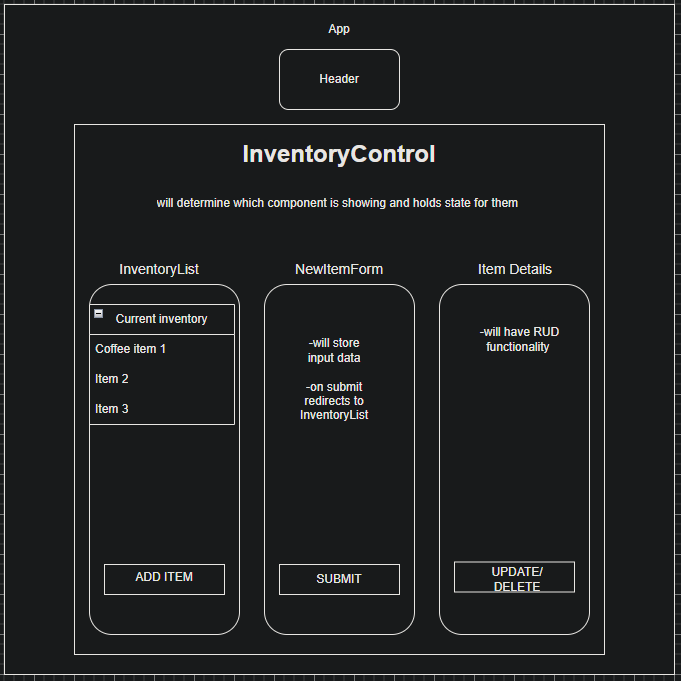 App
Header
InventoryControl
will determine which component is showing and holds state for them
InventoryList
Current inventory
Coffee item 1
Item 2
Item 3
ADD ITEM
NewItemForm
-will store
input data
-on submit
redirects to
InventoryList
SUBMIT
Item Details
-will have RUD
functionality
UPDATE/
DELETE